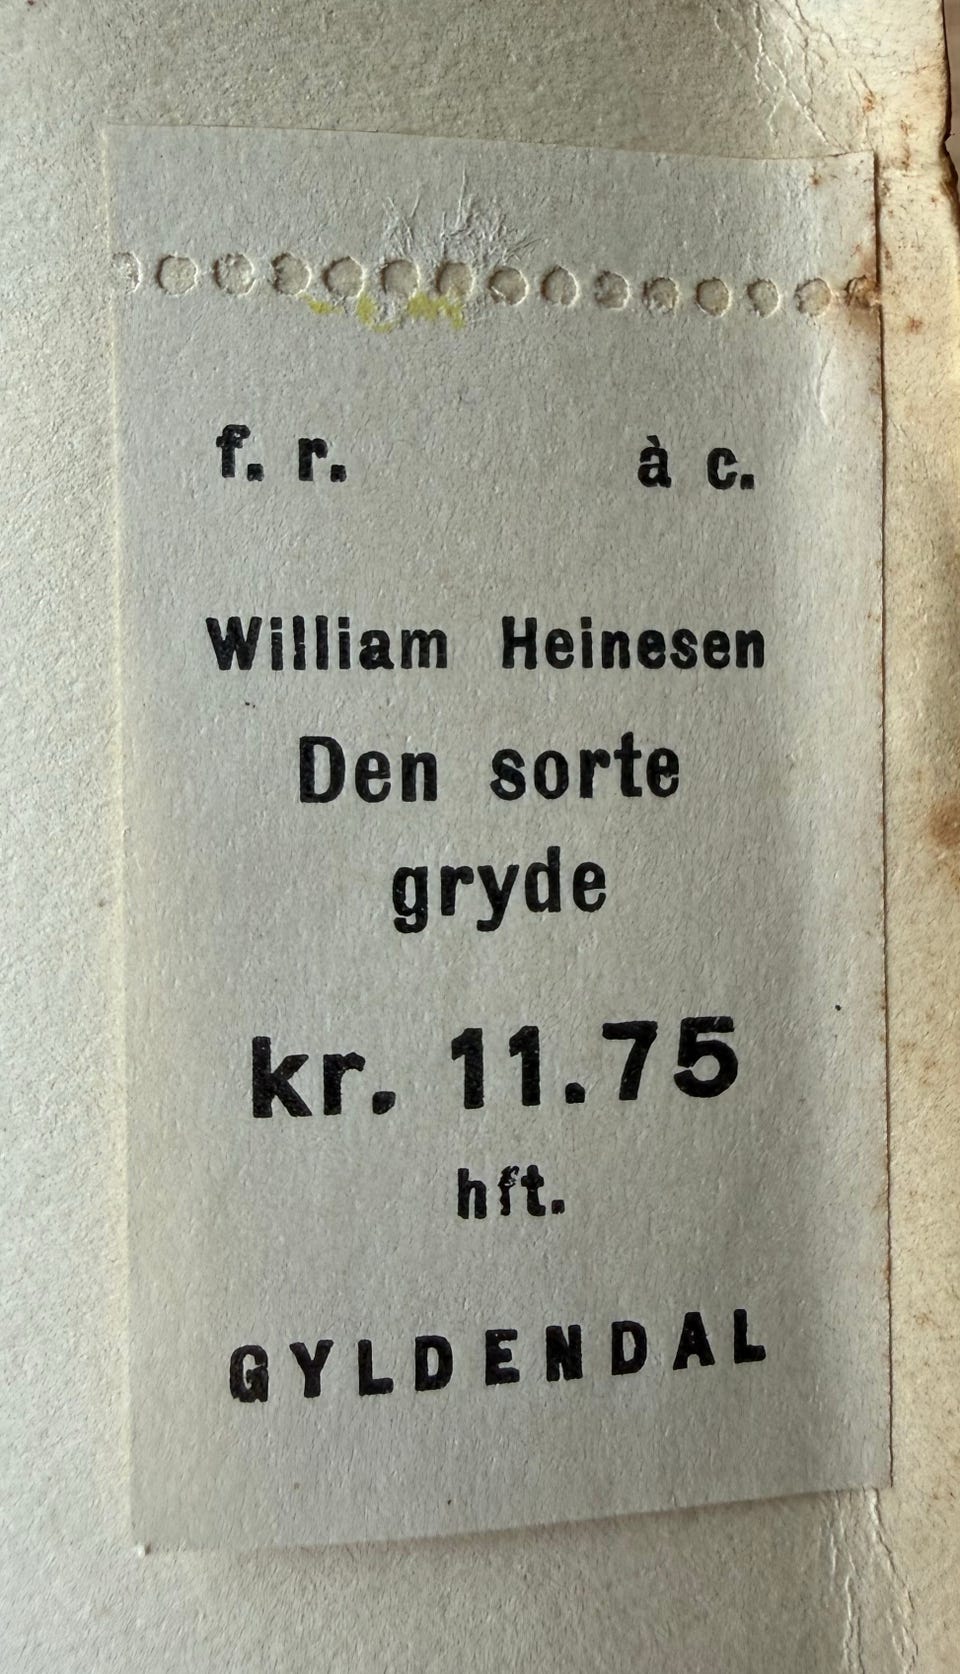 f. r. à c.
William Heinesen
Den sorte
gryde
kr. 11.75
hft.
GYLDENDAL